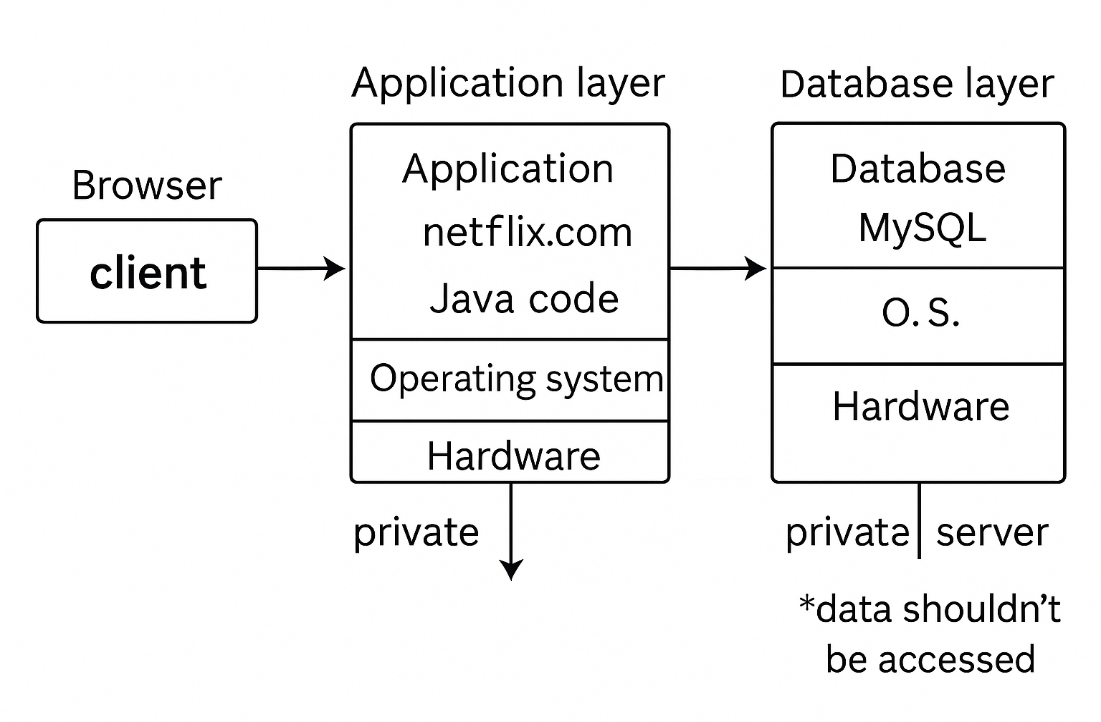 Browser
client
Application layer
Application
netflix.com
Java code
Operating system
Hardware
private
Database layer
Database
MySQL
O. S.
Hardware
private server
*data shouldn't
be accessed